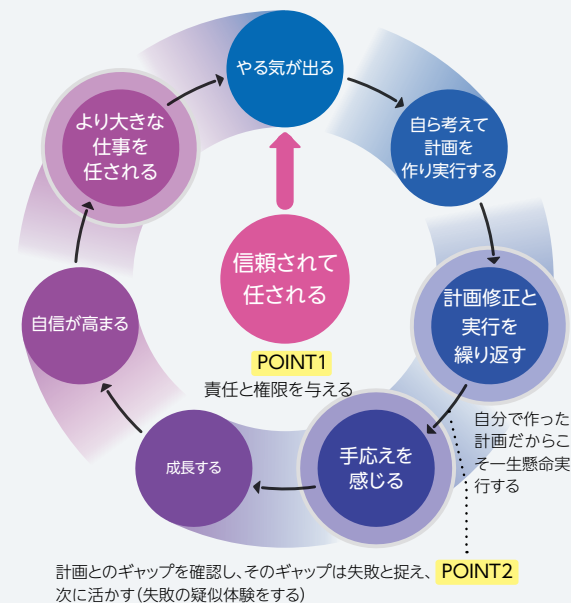 やる気が出る
自ら考えて
計画を
作り実行する
計画修正と
実行を
繰り返す
手応えを
感じる
成長する
自信が高まる
より大きな
仕事を
任される
信頼されて
任される
POINT1
責任と権限を与える
自分で作った
計画だからこ
そ一生懸命実
行する
計画とのギャップを確認し、そのギャップは失敗と捉え、
次に活かす(失敗の疑似体験をする)
POINT2